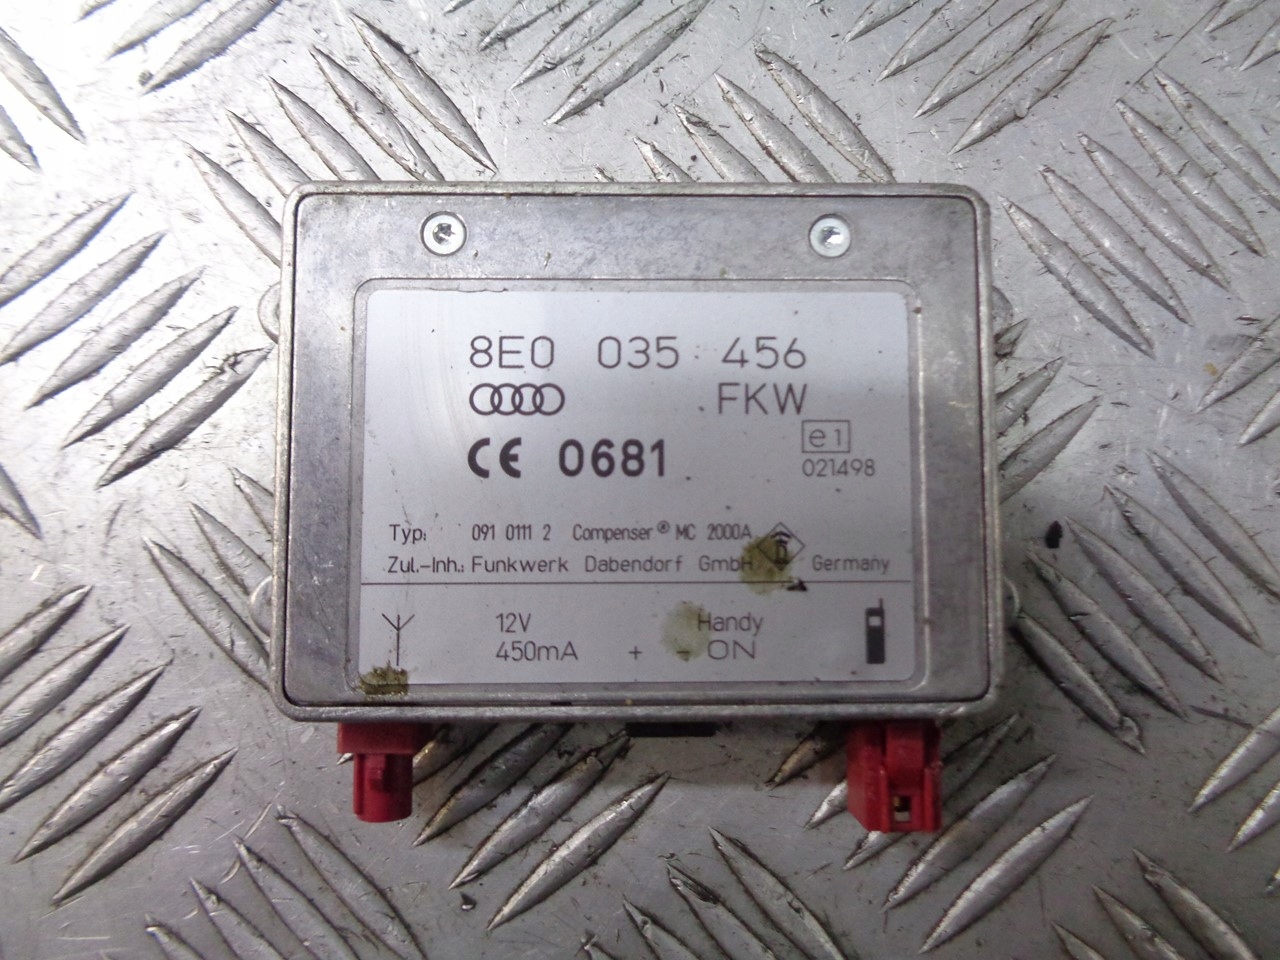 8E0 035 456
FKW
CE 0681
e1
021498
Typ: 091 0111 2 Compenser® MC 2000A
Zul.-Inh.: Funkwerk Dabendorf GmbH Germany
12V Handy
450mA + - ON